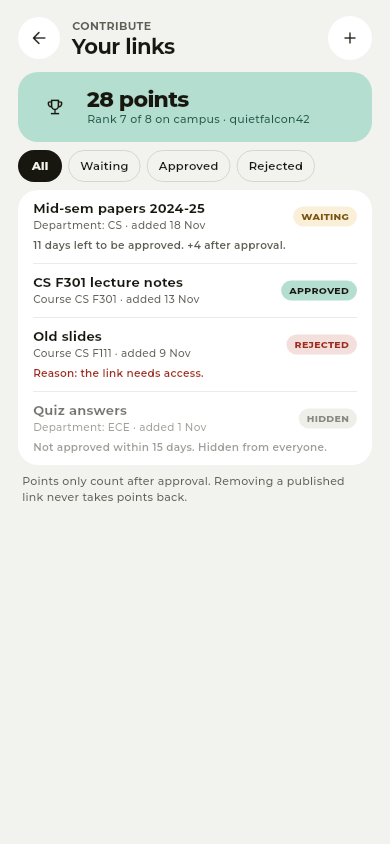 CONTRIBUTE
Your links
28 points
Rank 7 of 8 on campus · quietfalcon42
All
Waiting
Approved
Rejected
Mid-sem papers 2024-25
Department: CS · added 18 Nov
11 days left to be approved. +4 after approval.
WAITING
CS F301 lecture notes
Course CS F301 · added 13 Nov
APPROVED
Old slides
Course CS F111 · added 9 Nov
Reason: the link needs access.
REJECTED
Quiz answers
Department: ECE · added 1 Nov
Not approved within 15 days. Hidden from everyone.
HIDDEN
Points only count after approval. Removing a published
link never takes points back.